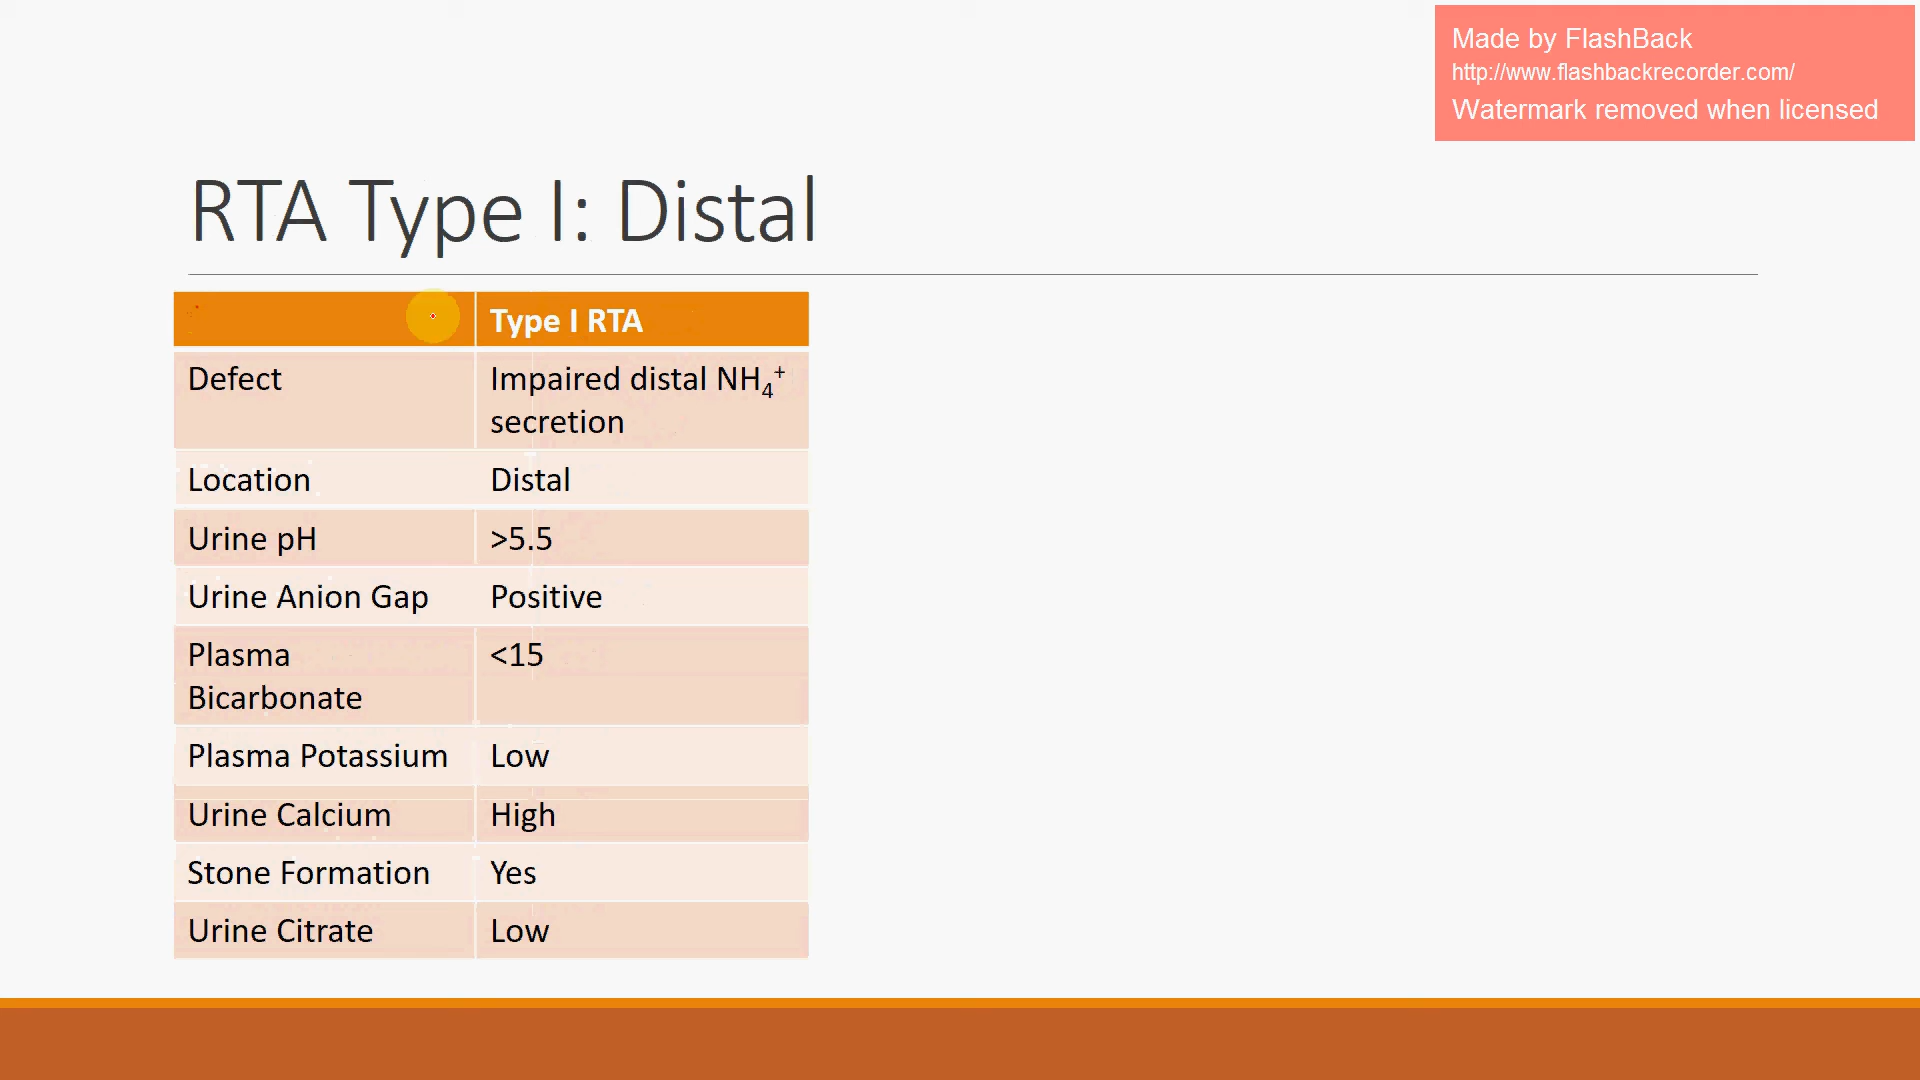 Made by FlashBack
http://www.flashbackrecorder.com/
Watermark removed when licensed
RTA Type I: Distal
Type I RTA
Defect Impaired distal NH₄⁺
secretion
Location Distal
Urine pH >5.5
Urine Anion Gap Positive
Plasma <15
Bicarbonate
Plasma Potassium Low
Urine Calcium High
Stone Formation Yes
Urine Citrate Low